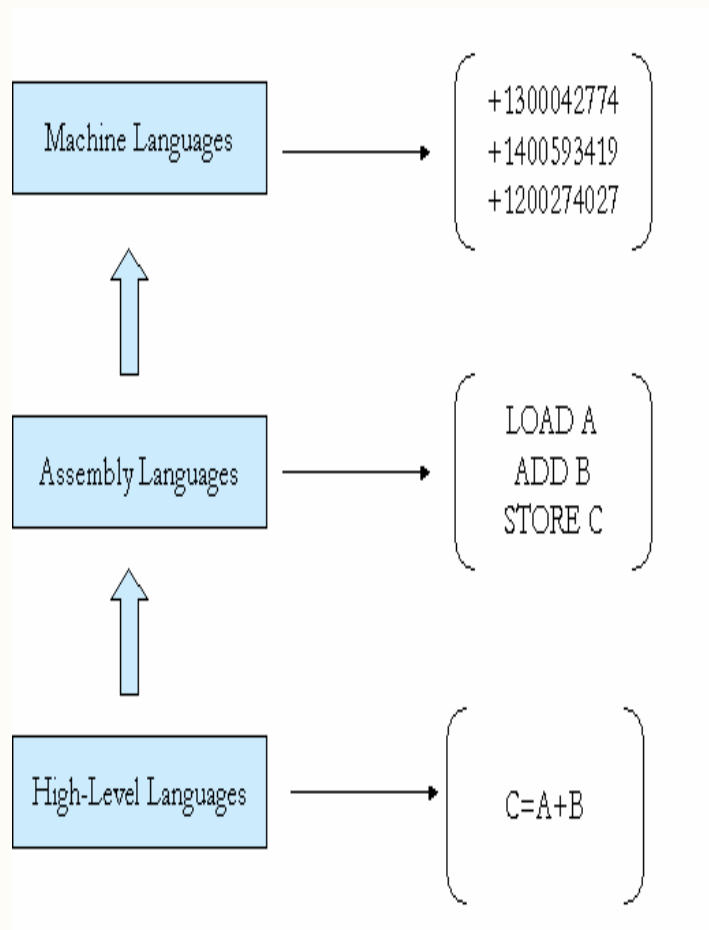 Machine Languages
+1300042774
+1400593419
+1200274027
Assembly Languages
LOAD A
ADD B
STORE C
High-Level Languages
C=A+B